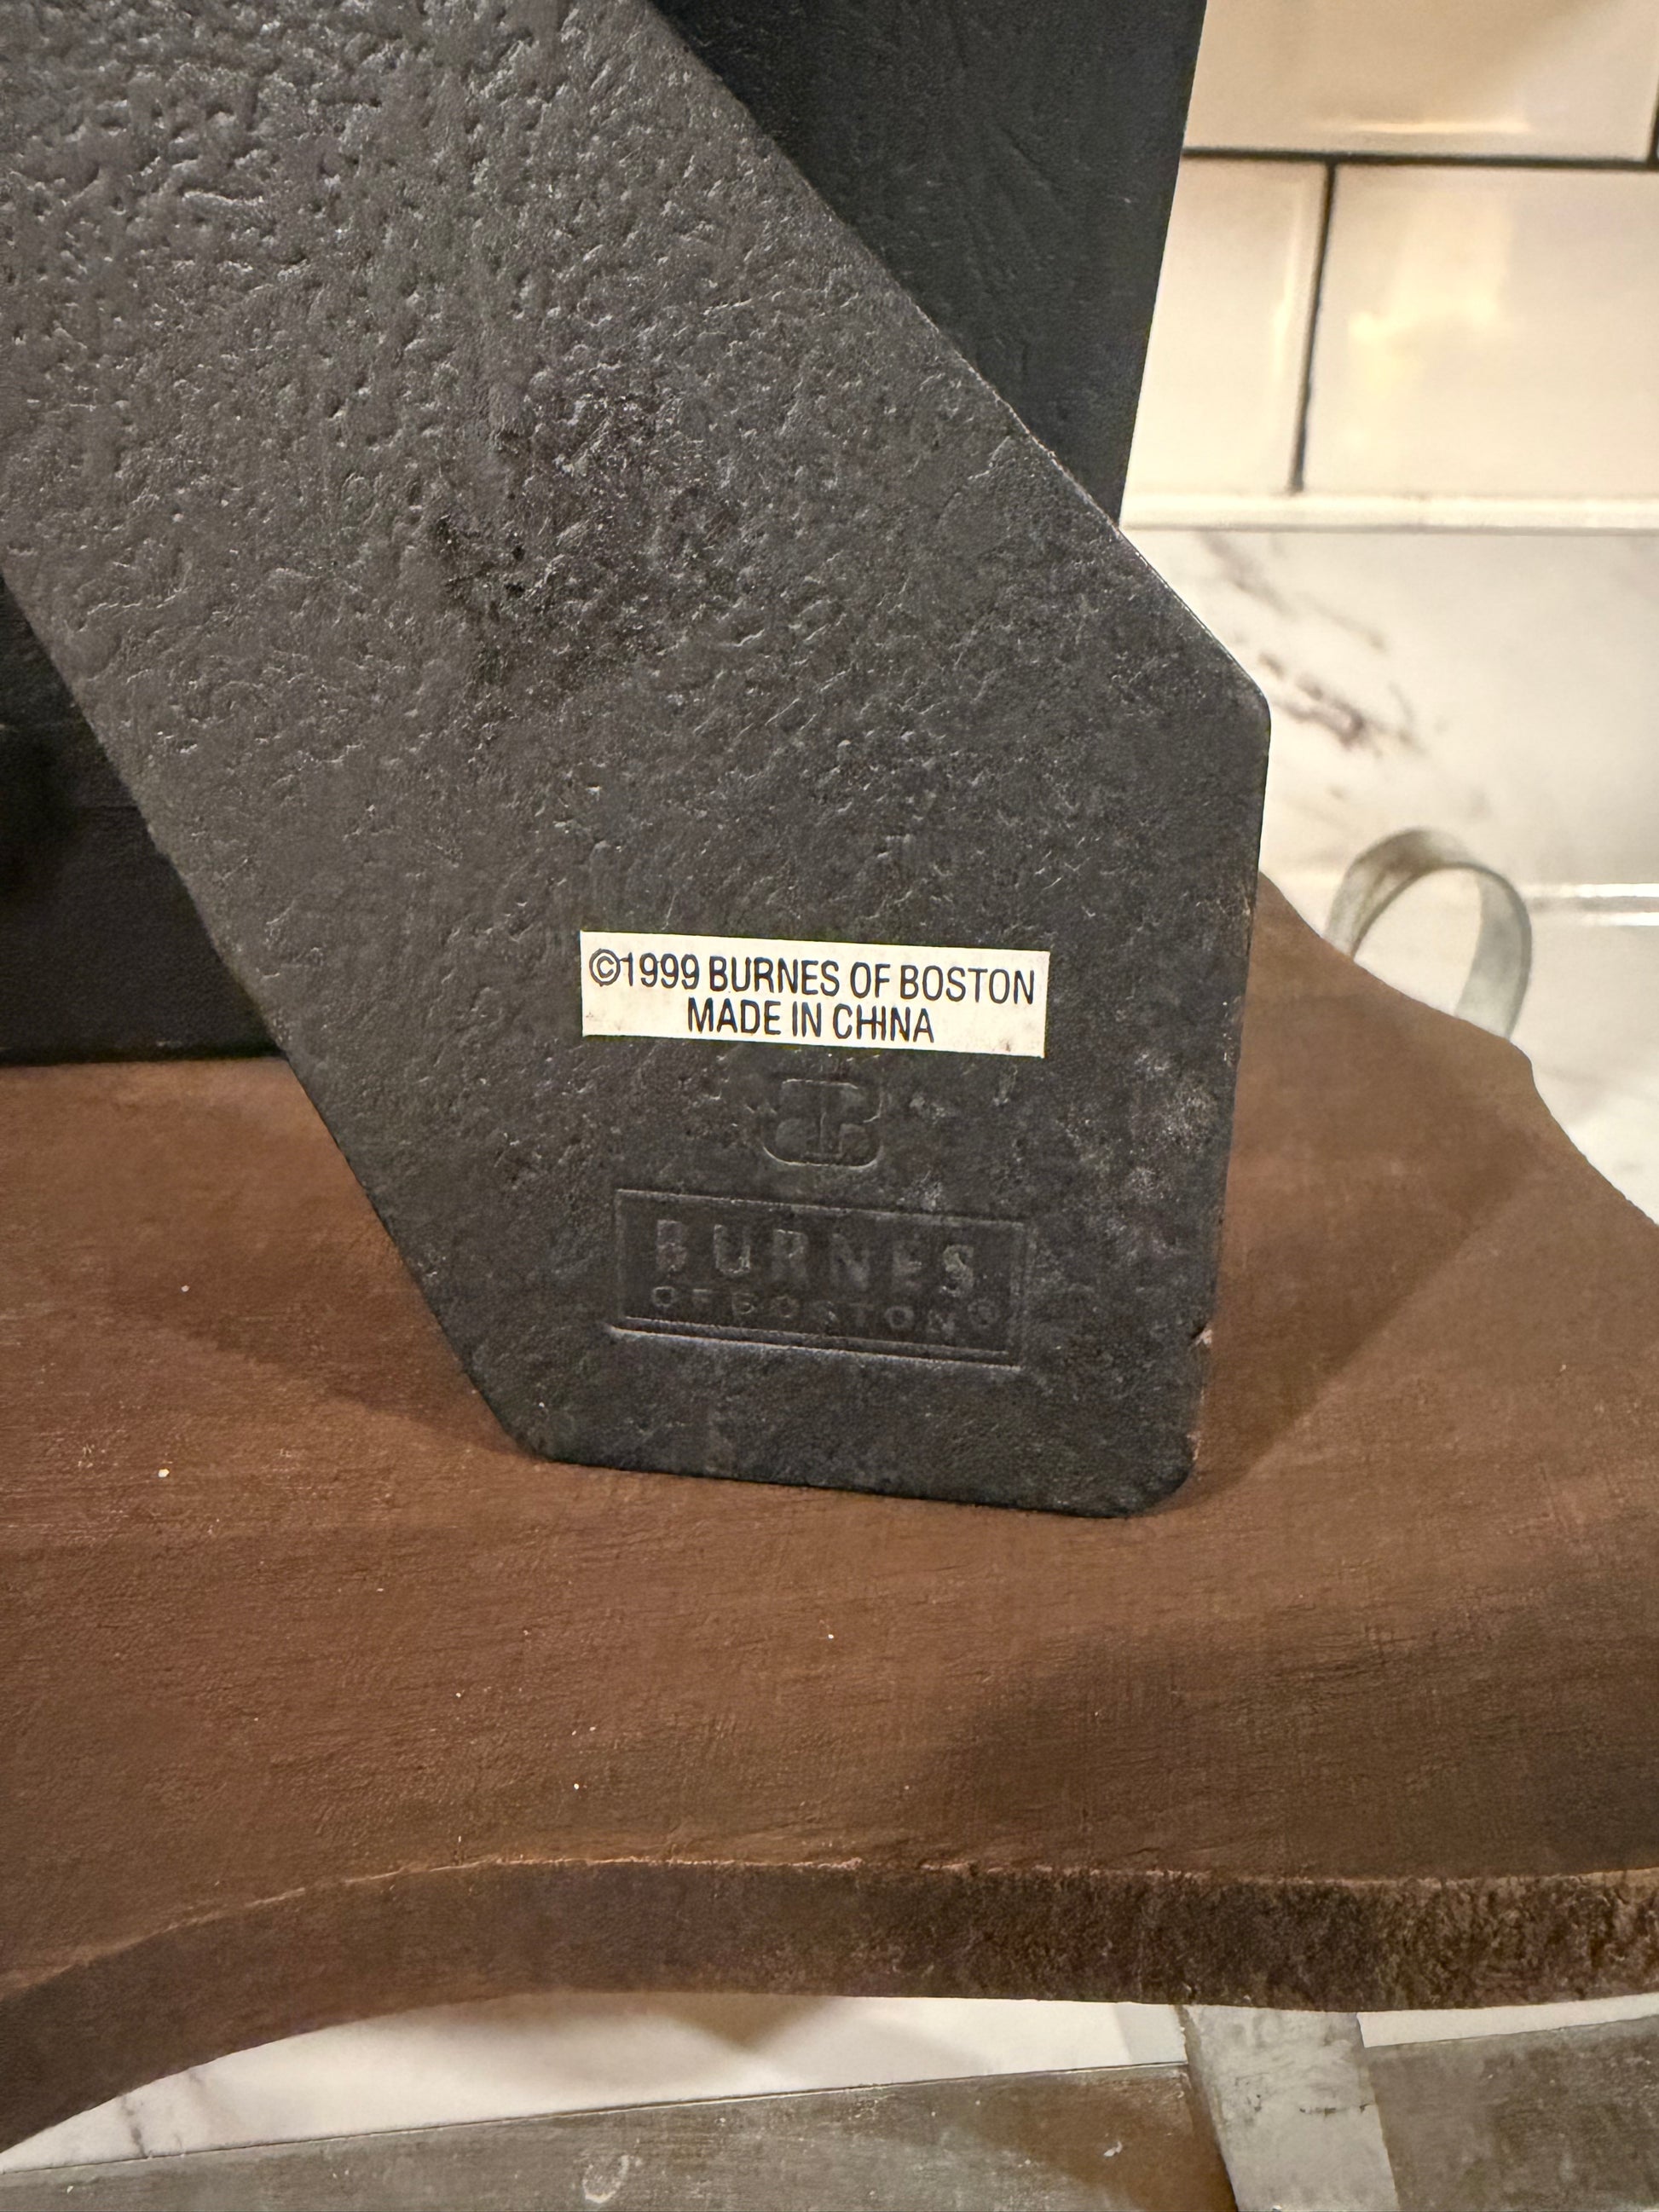 ©1999 BURNES OF BOSTON
MADE IN CHINA
BURNES
OF BOSTON®